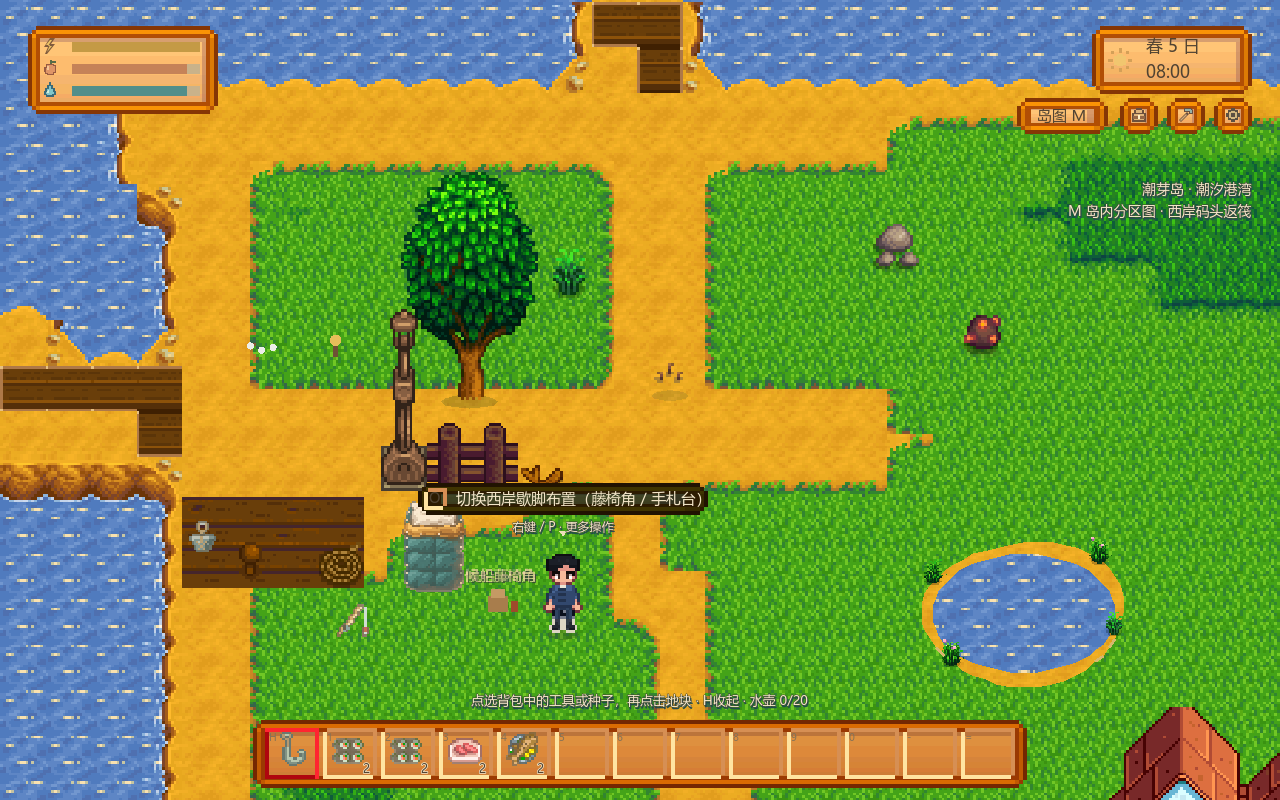 春 5 日
08:00
岛图 M
潮芽岛 · 潮汐港湾
M 岛内分区图 · 西岸码头返筏
切换西岸歇脚布置（藤椅角 / 手札台）
右键 / P · 更多操作
候船藤椅角
点选背包中的工具或种子，再点击地块 · H收起 · 水壶 0/20
2
2
2
2